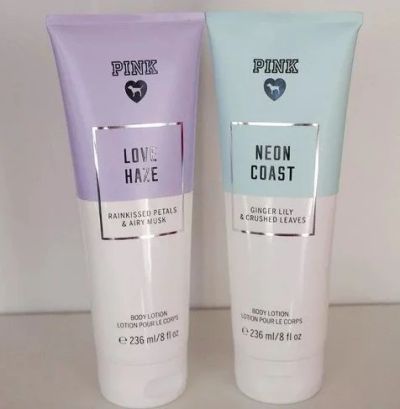 PINK
LOVE
HAZE
RAINKISSED PETALS
& AIRY MUSK
BODY LOTION
LOTION POUR LE CORPS
℮ 236 ml/8 fl oz
PINK
NEON
COAST
GINGER LILY
& CRUSHED LEAVES
BODY LOTION
LOTION POUR LE CORPS
℮ 236 ml/8 fl oz